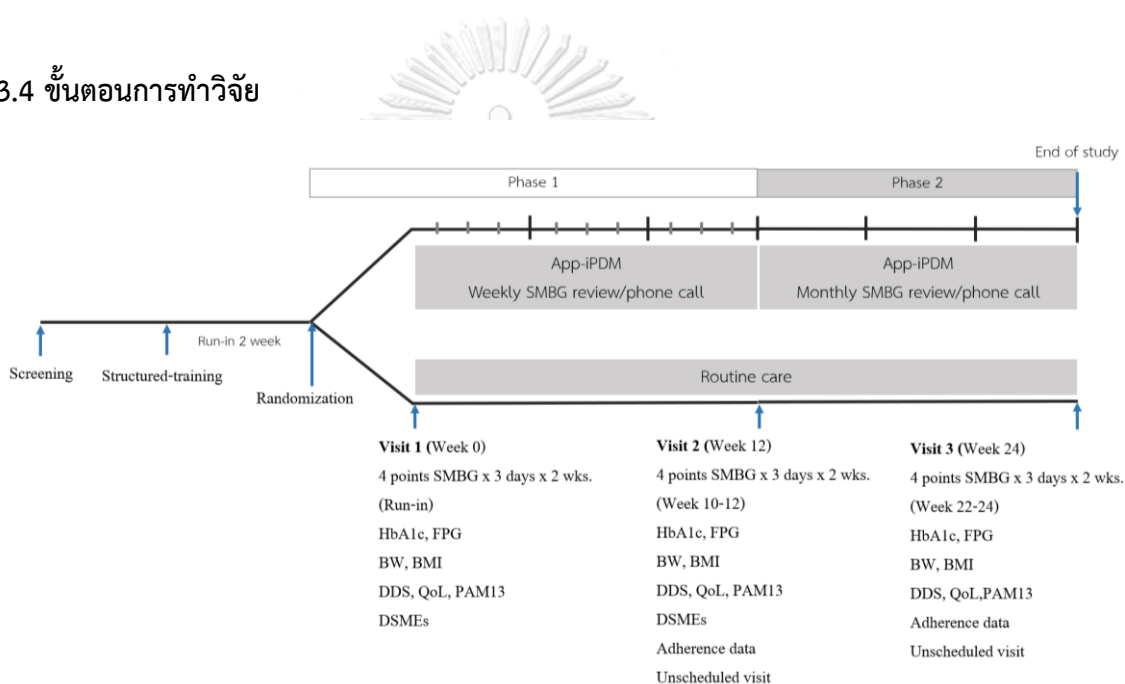 3.4 ขั้นตอนการทำวิจัย
End of study
Phase 1
Phase 2
App-iPDM
Weekly SMBG review/phone call
App-iPDM
Monthly SMBG review/phone call
Run-in 2 week
Screening
Structured-training
Randomization
Routine care
Visit 1 (Week 0)
4 points SMBG x 3 days x 2 wks.
(Run-in)
HbA1c, FPG
BW, BMI
DDS, QoL, PAM13
DSMEs
Visit 2 (Week 12)
4 points SMBG x 3 days x 2 wks.
(Week 10-12)
HbA1c, FPG
BW, BMI
DDS, QoL, PAM13
DSMEs
Adherence data
Unscheduled visit
Visit 3 (Week 24)
4 points SMBG x 3 days x 2 wks.
(Week 22-24)
HbA1c, FPG
BW, BMI
DDS, QoL,PAM13
Adherence data
Unscheduled visit